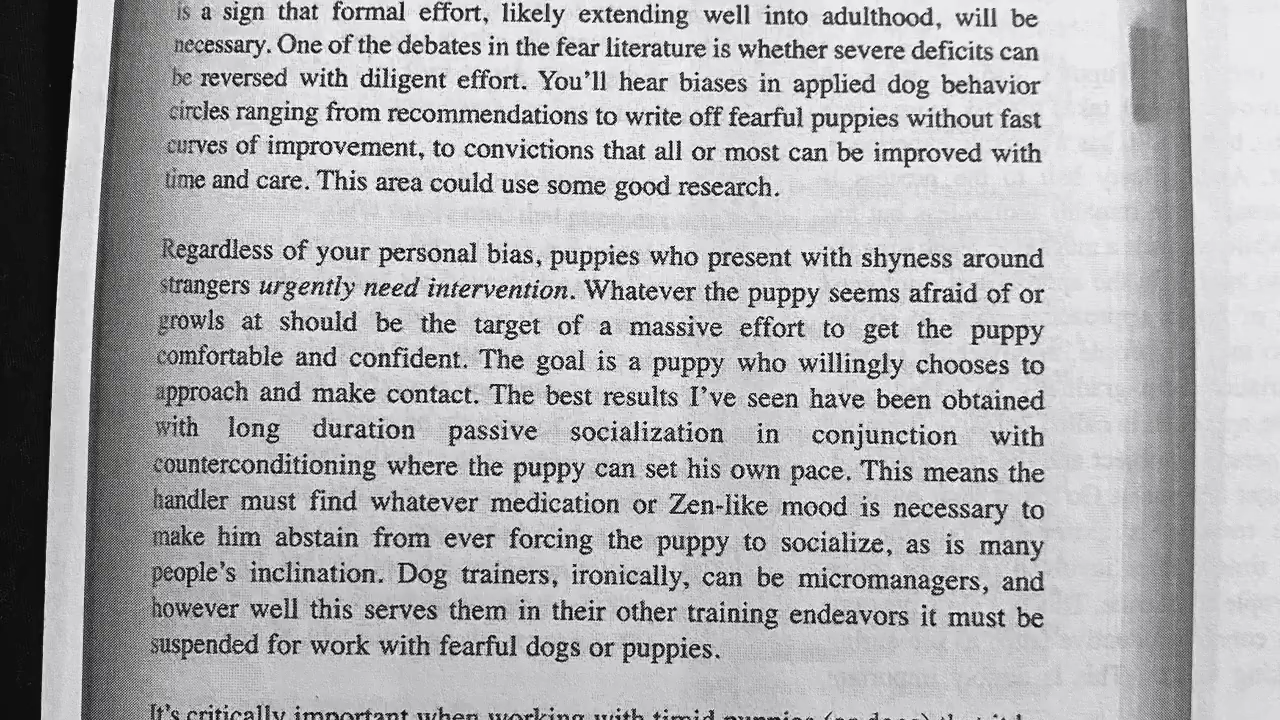 is a sign that formal effort, likely extending well into adulthood, will be
necessary. One of the debates in the fear literature is whether severe deficits can
be reversed with diligent effort. You'll hear biases in applied dog behavior
circles ranging from recommendations to write off fearful puppies without fast
curves of improvement, to convictions that all or most can be improved with
time and care. This area could use some good research.
Regardless of your personal bias, puppies who present with shyness around
strangers urgently need intervention. Whatever the puppy seems afraid of or
growls at should be the target of a massive effort to get the puppy
comfortable and confident. The goal is a puppy who willingly chooses to
approach and make contact. The best results I've seen have been obtained
with long duration passive socialization in conjunction with
counterconditioning where the puppy can set his own pace. This means the
handler must find whatever medication or Zen-like mood is necessary to
make him abstain from ever forcing the puppy to socialize, as is many
people's inclination. Dog trainers, ironically, can be micromanagers, and
however well this serves them in their other training endeavors it must be
suspended for work with fearful dogs or puppies.
It's critically important when working with timid puppies (or dogs) that